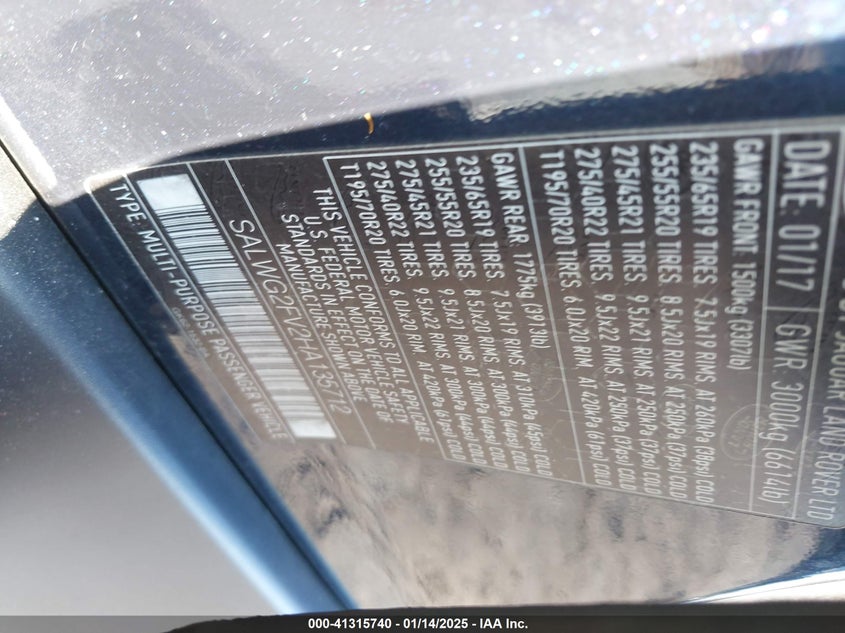 JAGUAR LAND ROVER LTD
DATE: 01/17 GWR 3000kg (6614lb)
GAWR FRONT 1500kg (3307lb)
235/65R19 TIRES 7.5Jx19 RIMS AT 260kPa (38psi) COLD
255/55R20 TIRES 8.5Jx20 RIMS AT 250kPa (37psi) COLD
275/45R21 TIRES 9.5Jx21 RIMS AT 250kPa (37psi) COLD
275/40R22 TIRES 9.5Jx22 RIMS AT 250kPa (37psi) COLD
T195/70R20 TIRES 6.0Jx20 RIM AT 420kPa (61psi) COLD
GAWR REAR 1775kg (3913lb)
235/65R19 TIRES 7.5Jx19 RIMS AT 310kPa (45psi) COLD
255/55R20 TIRES 8.5Jx20 RIMS AT 300kPa (44psi) COLD
275/45R21 TIRES 9.5Jx21 RIMS AT 300kPa (44psi) COLD
275/40R22 TIRES 9.5Jx22 RIMS AT 300kPa (44psi) COLD
T195/70R20 TIRES 6.0Jx20 RIM AT 420kPa (61psi) COLD
THIS VEHICLE CONFORMS TO ALL APPLICABLE
U.S. FEDERAL MOTOR VEHICLE SAFETY
STANDARDS IN EFFECT ON THE DATE OF
MANUFACTURE SHOWN ABOVE
SALWG2FV2HA135712
TYPE: MULTI-PURPOSE PASSENGER VEHICLE
000-41315740 - 01/14/2025 - IAA Inc.